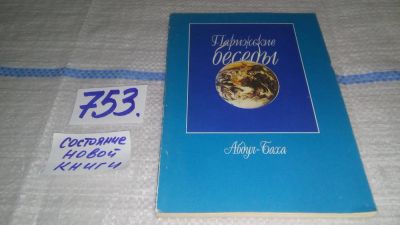 753.
состояние
новой
книги
Парижские
беседы
Абдул-Баха